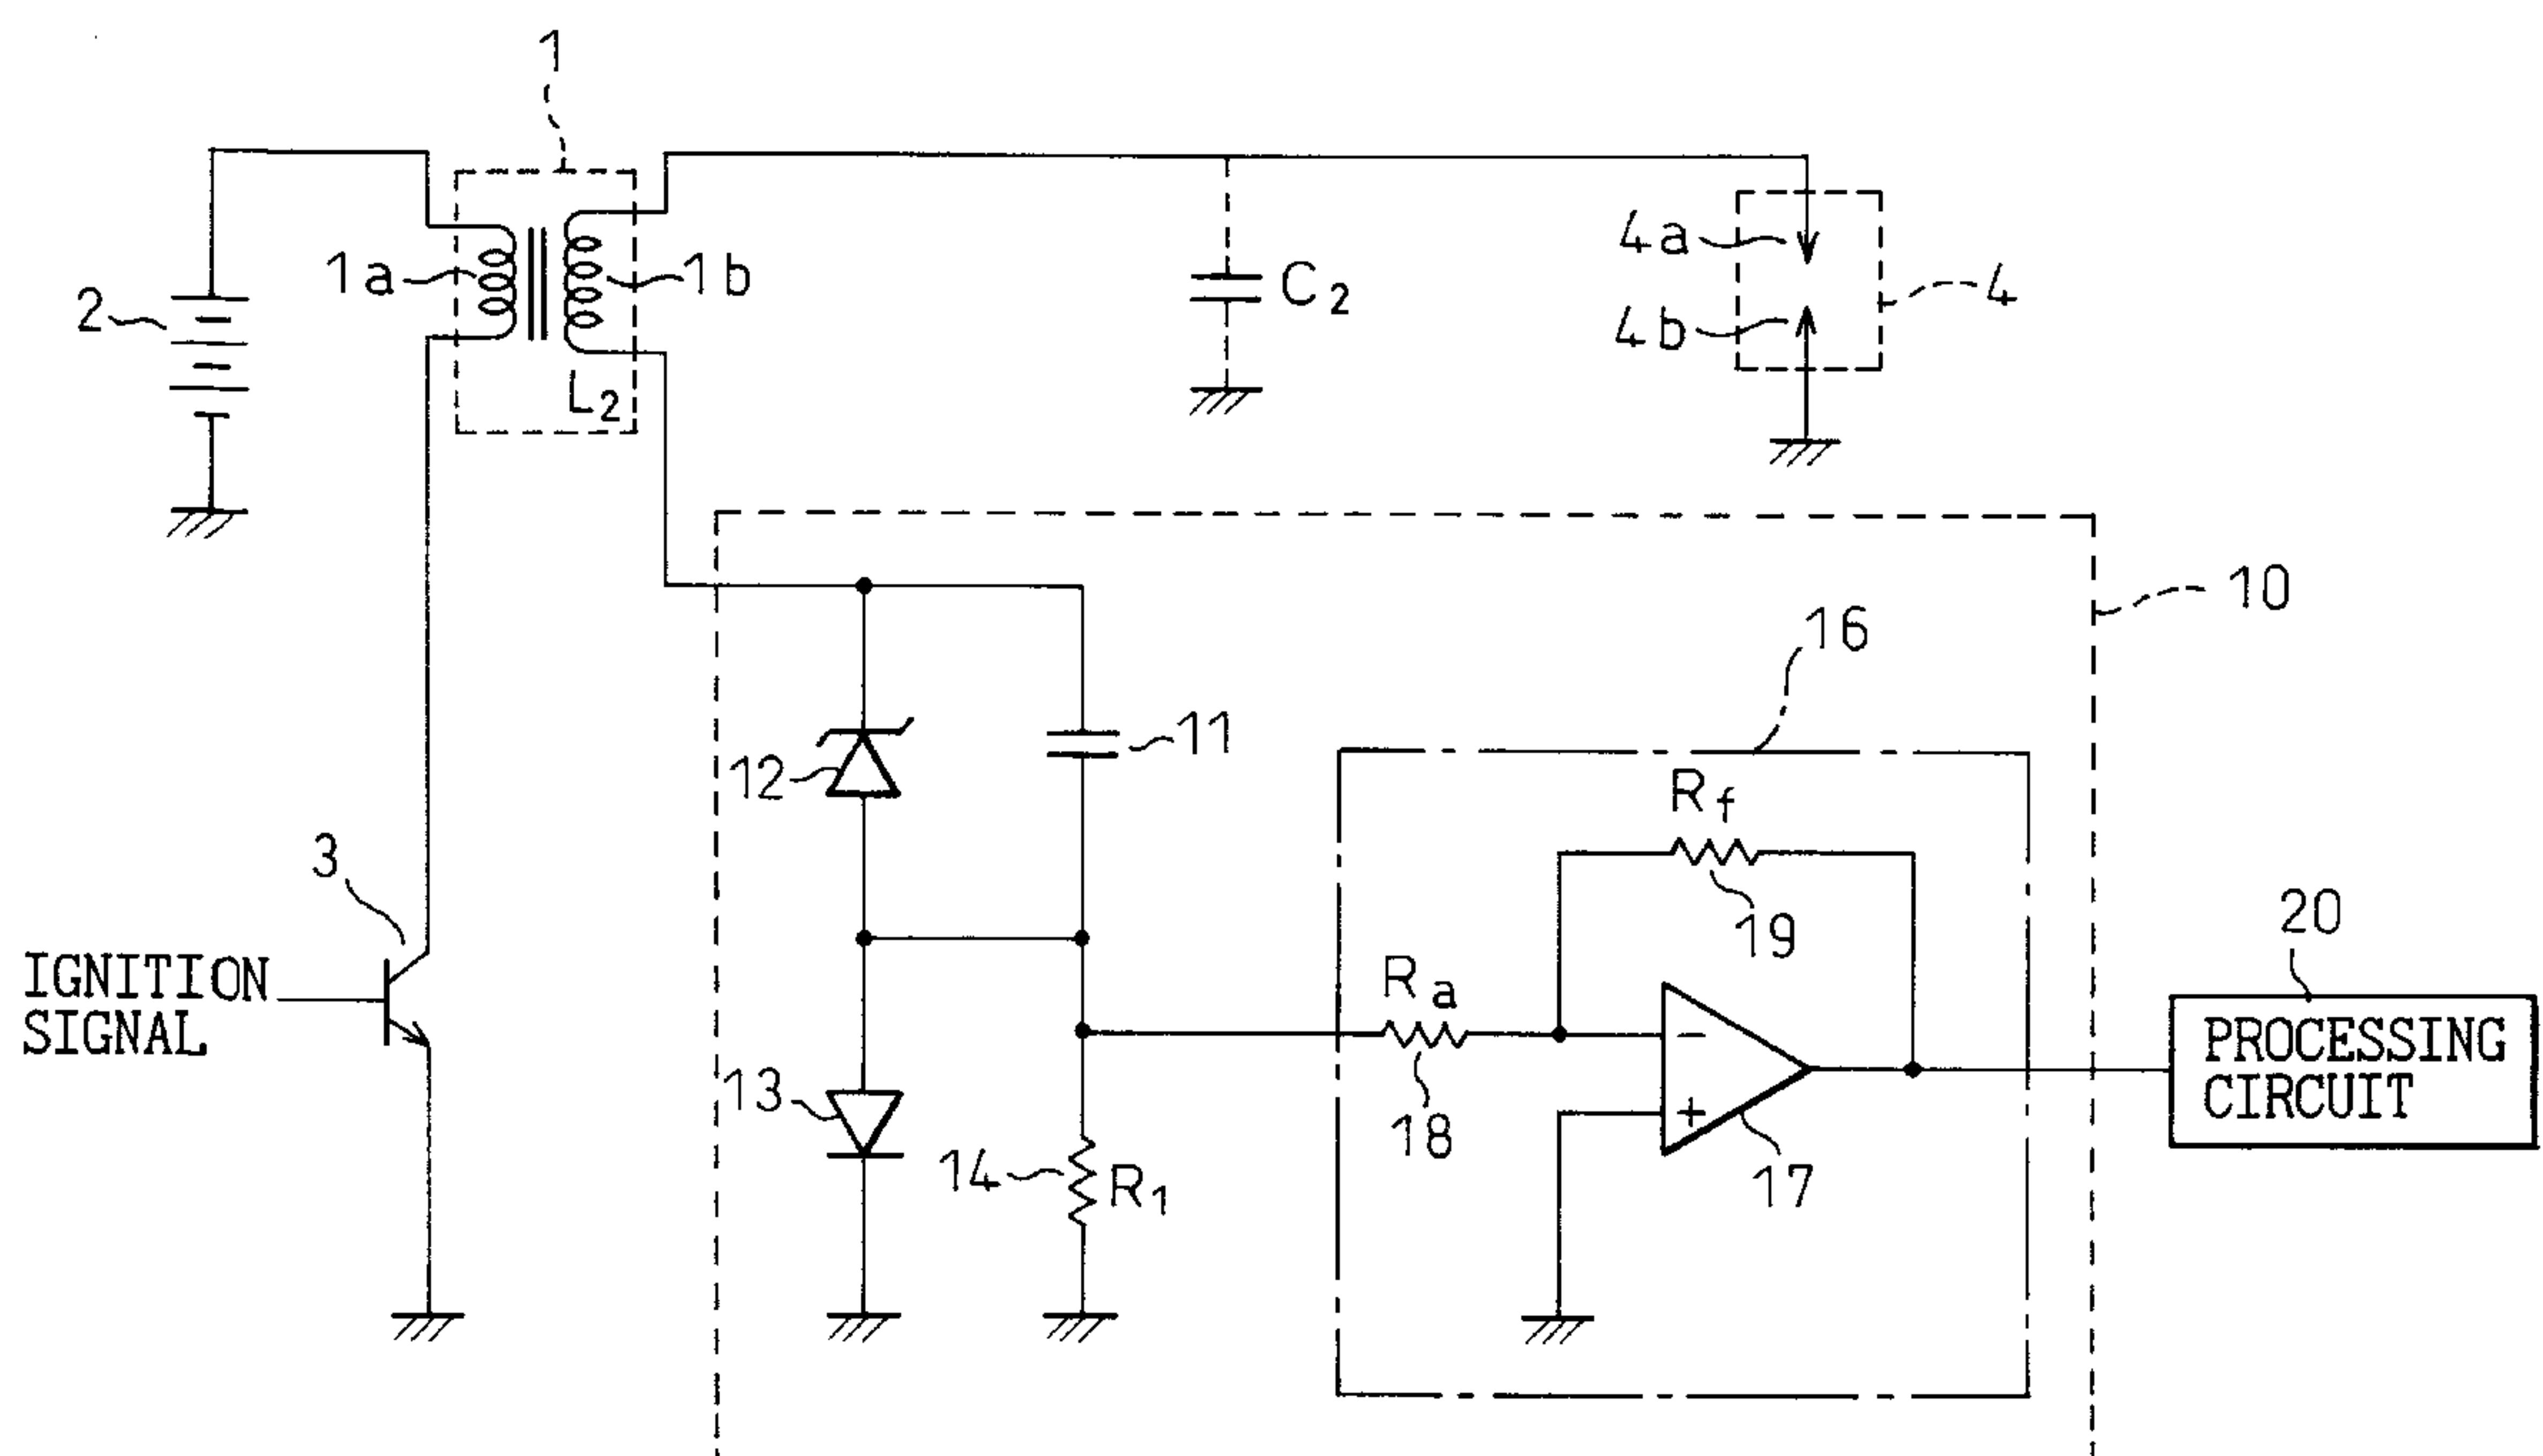 1
1a
1b
2
L2
C2
4a
4b
4
10
16
12
11
Rf
19
3
IGNITION
SIGNAL
Ra
18
13
14
R1
17
20
PROCESSING
CIRCUIT